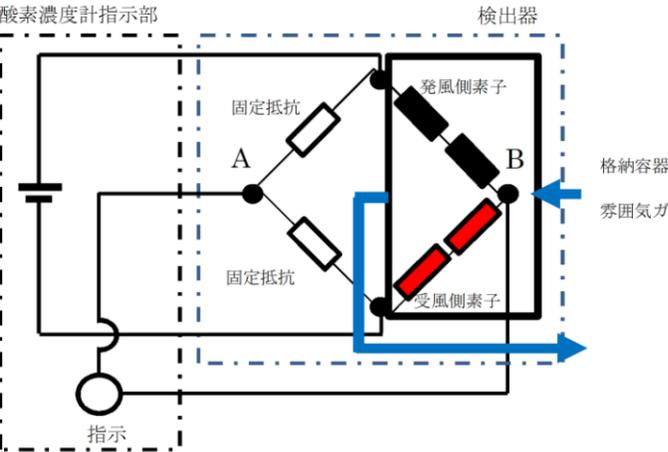 酸素濃度計指示部
検出器
固定抵抗
発風側素子
A
B
格納容器
雰囲気ガ
固定抵抗
受風側素子
指示